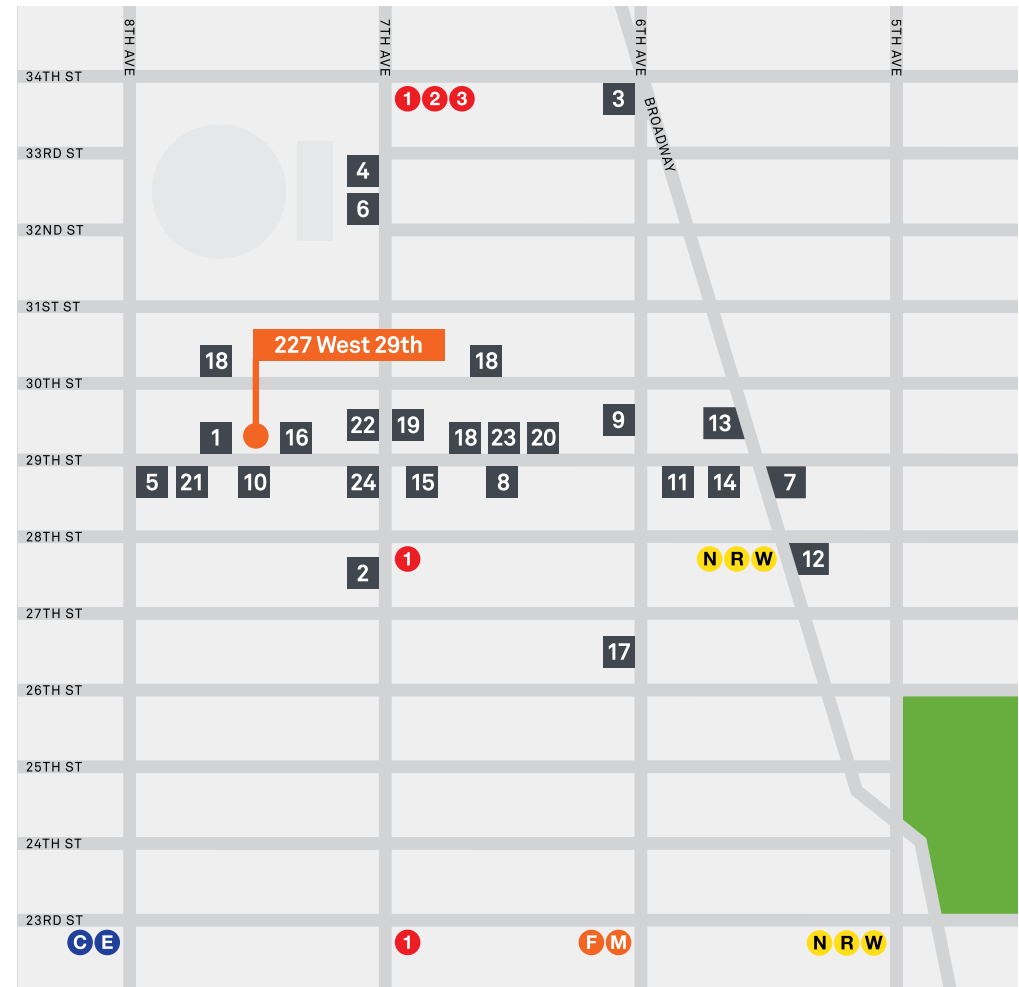 8TH AVE
7TH AVE
6TH AVE
5TH AVE
34TH ST
1 2 3
3
BROADWAY
33RD ST
4
6
32ND ST
31ST ST
227 West 29th
18
18
30TH ST
1
16
22
19
18
23
20
9
13
29TH ST
5
21
10
24
15
8
11
14
7
28TH ST
2
1
N R W
12
27TH ST
17
26TH ST
25TH ST
24TH ST
23RD ST
C E
1
F M
N R W